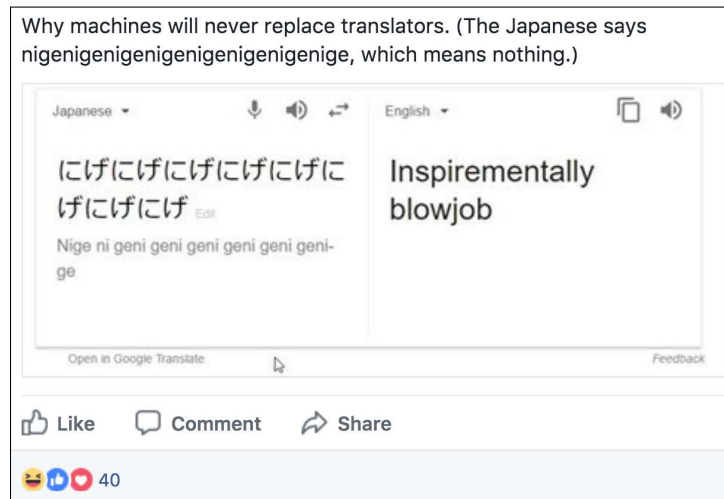 Why machines will never replace translators. (The Japanese says
nigenigenigenigenigenigenigenige, which means nothing.)
Japanese
English
にげにげにげにげにげに
げにげにげ Edit
Nige ni geni geni geni geni geni geni-
ge
Inspirementally
blowjob
Open in Google Translate
Feedback
Like
Comment
Share
40